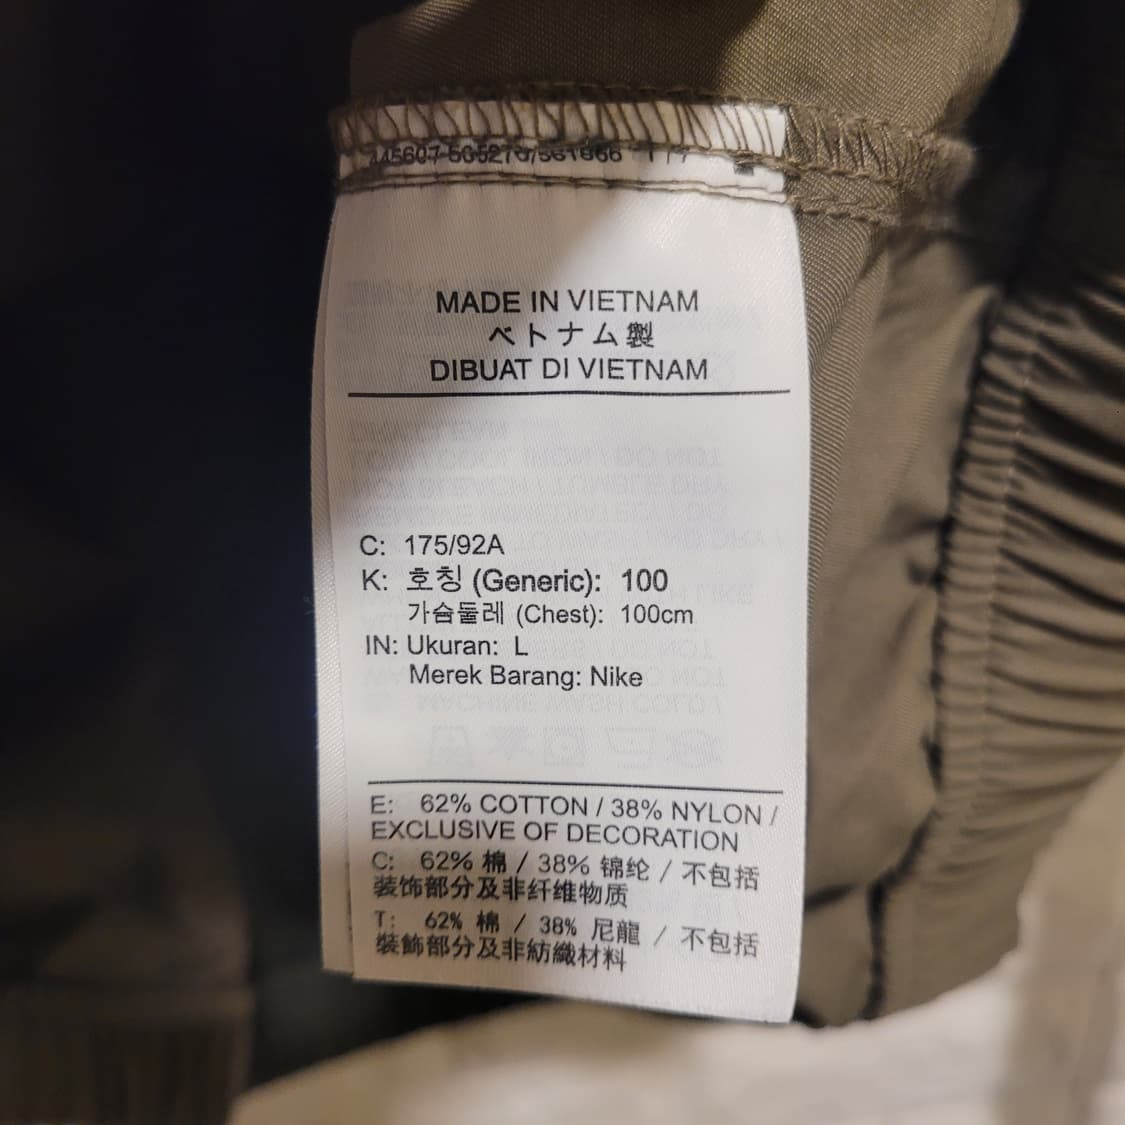 MADE IN VIETNAM
ベトナム製
DIBUAT DI VIETNAM
C: 175/92A
K: 호칭 (Generic): 100
가슴둘레 (Chest): 100cm
IN: Ukuran: L
Merek Barang: Nike
E: 62% COTTON / 38% NYLON /
EXCLUSIVE OF DECORATION
C: 62% 棉 / 38% 锦纶 / 不包括
装饰部分及非纤维物质
T: 62% 棉 / 38% 尼龍 / 不包括
裝飾部分及非紡織材料